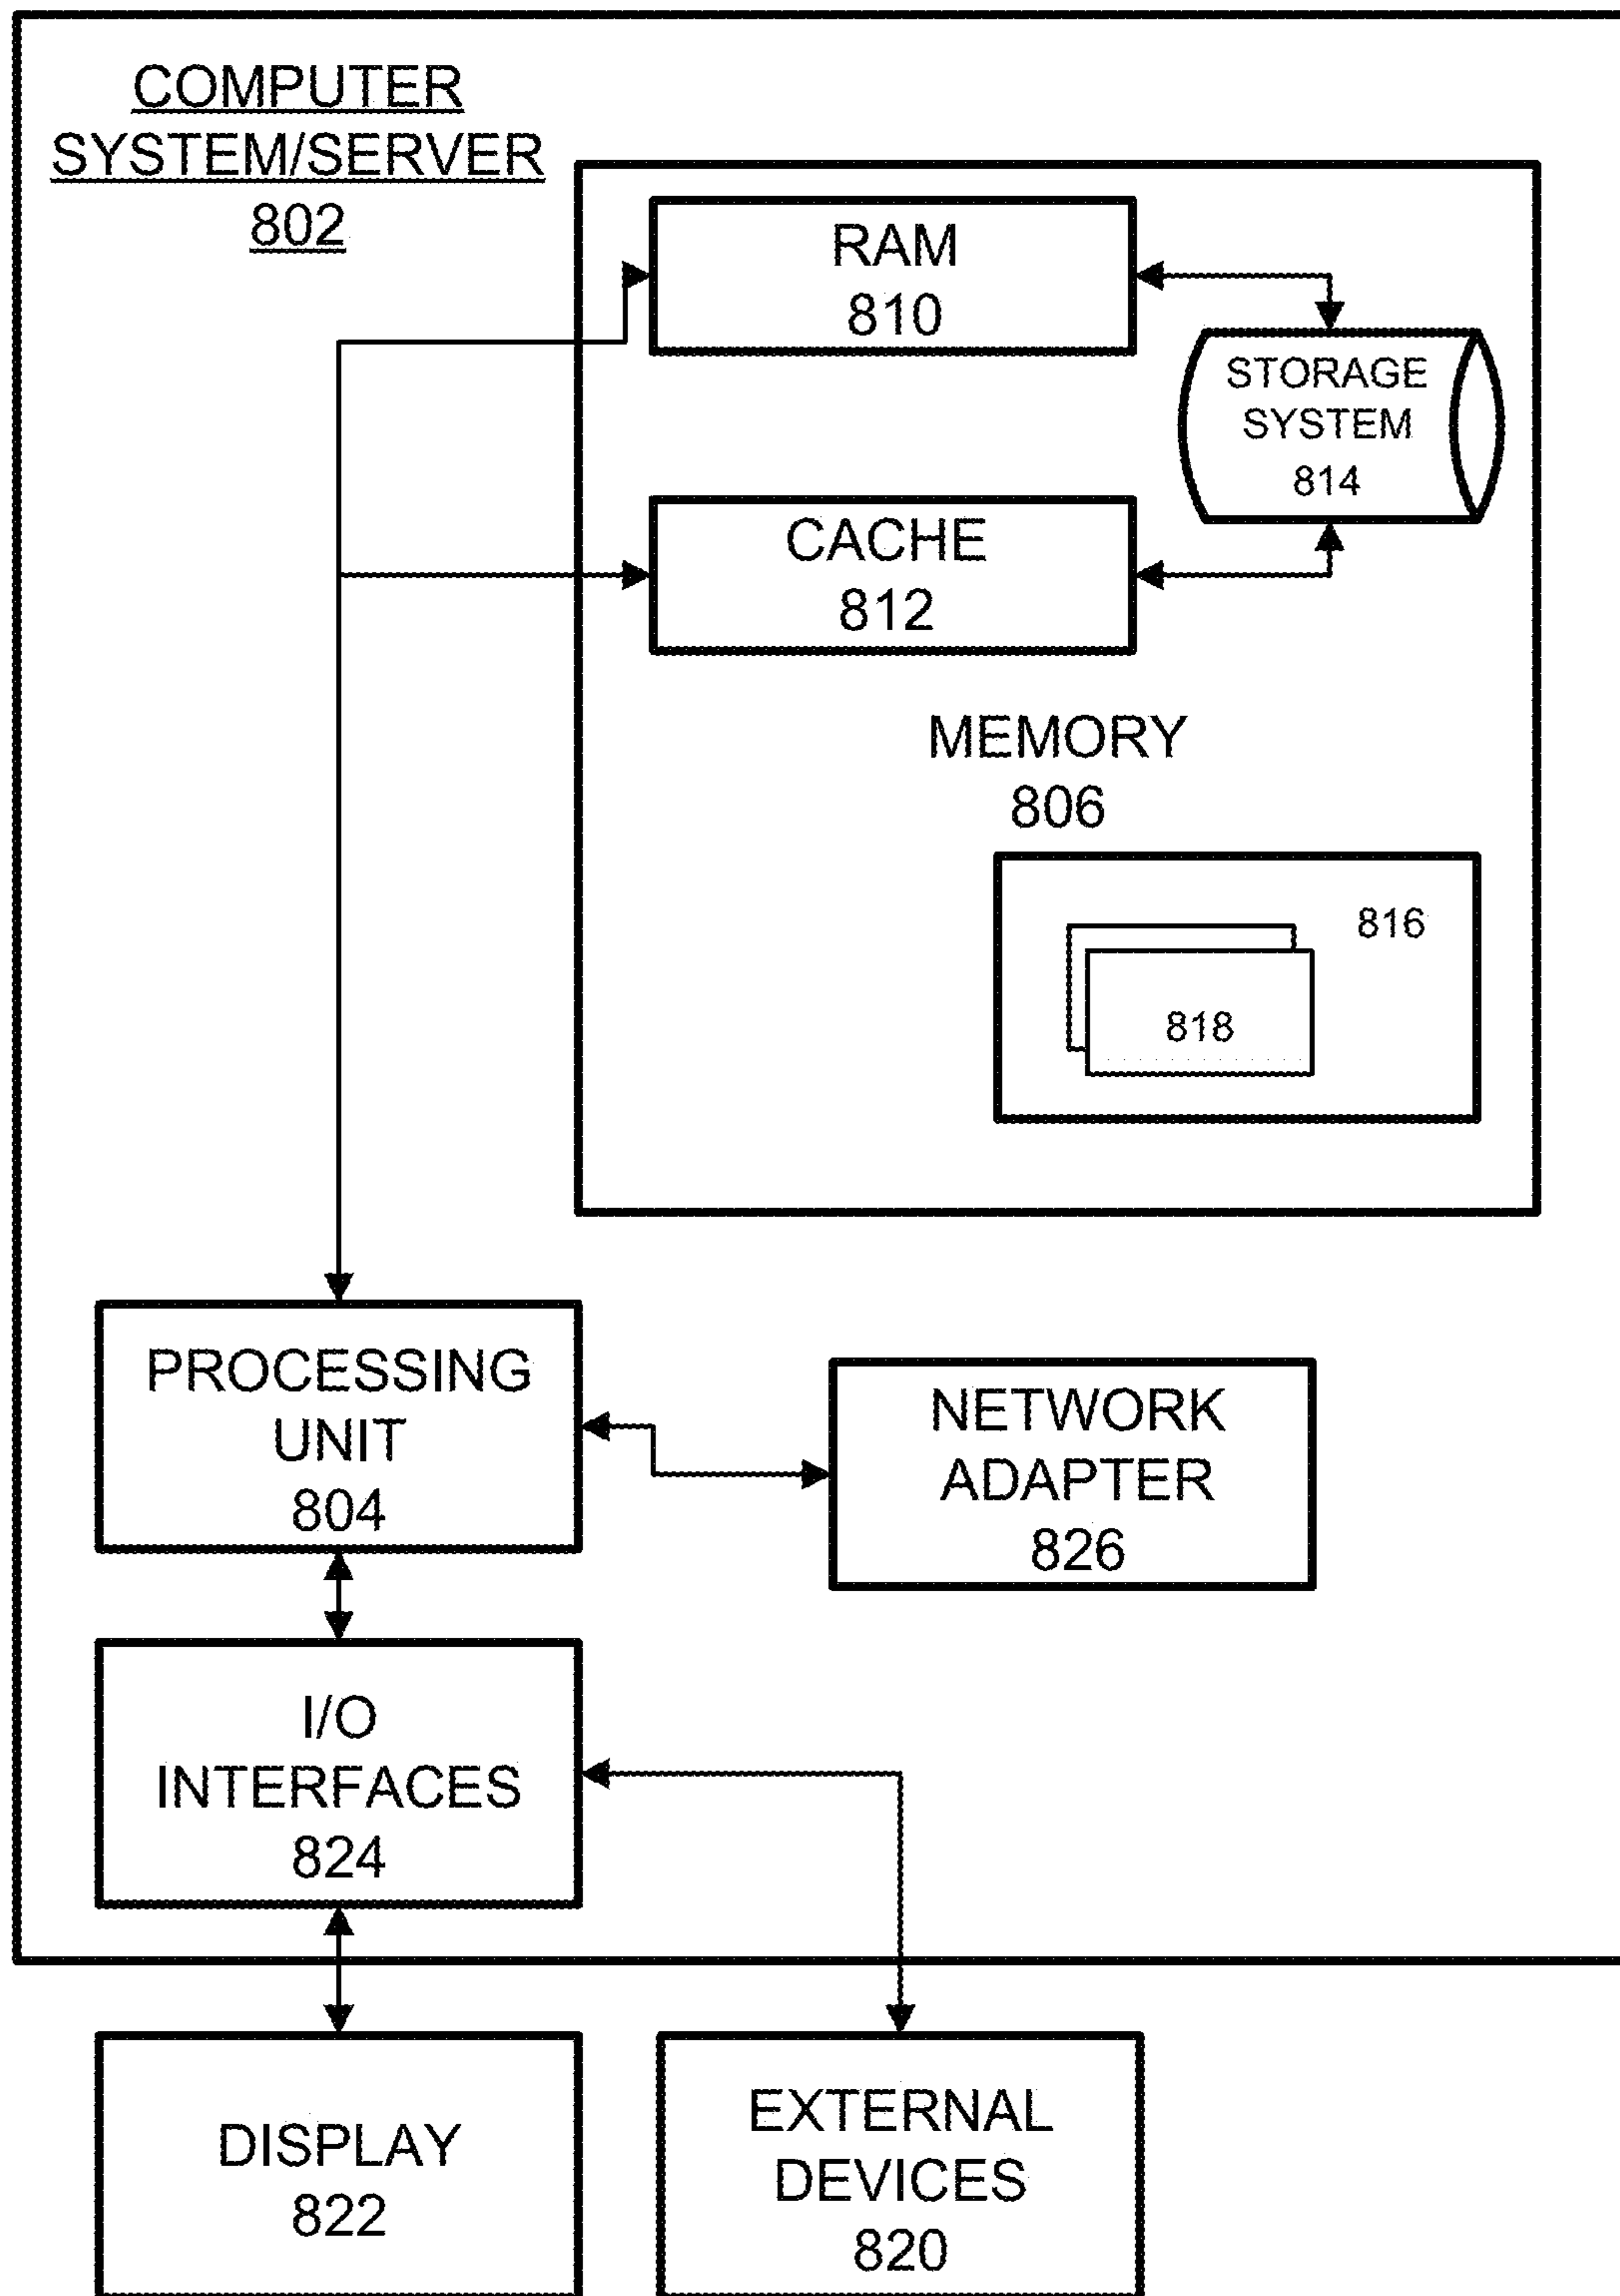 COMPUTER
SYSTEM/SERVER
802
RAM
810
STORAGE
SYSTEM
814
CACHE
812
MEMORY
806
816
818
PROCESSING
UNIT
804
NETWORK
ADAPTER
826
I/O
INTERFACES
824
DISPLAY
822
EXTERNAL
DEVICES
820